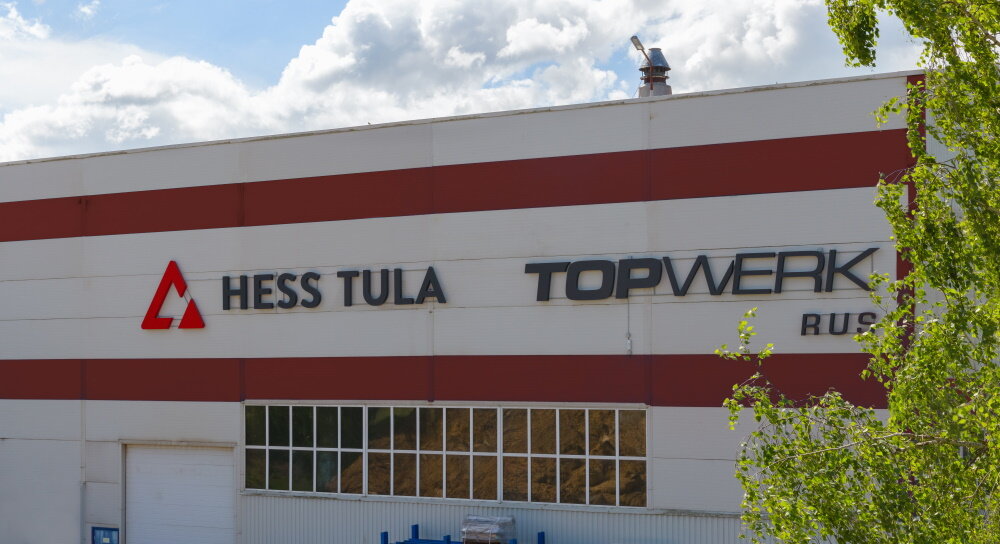 HESS TULA
TOPWERK
RUS